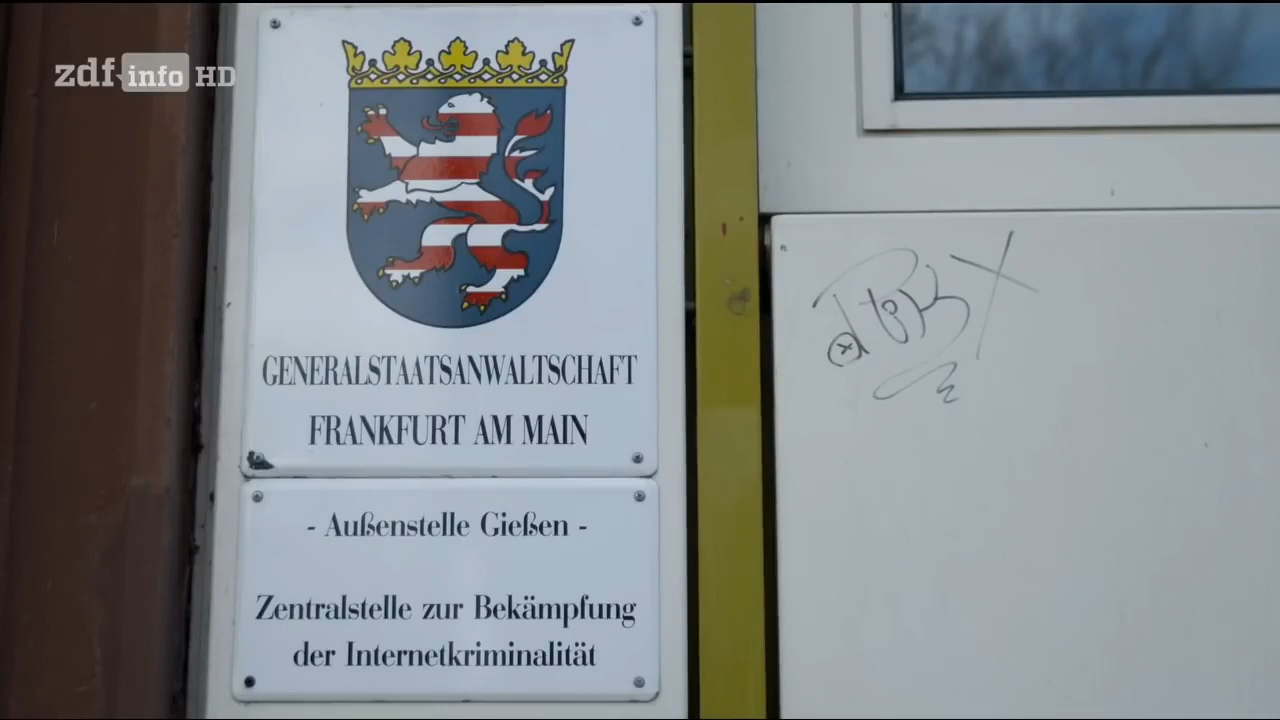 zdf info HD
GENERALSTAATSANWALTSCHAFT
FRANKFURT AM MAIN
- Außenstelle Gießen -
Zentralstelle zur Bekämpfung
der Internetkriminalität